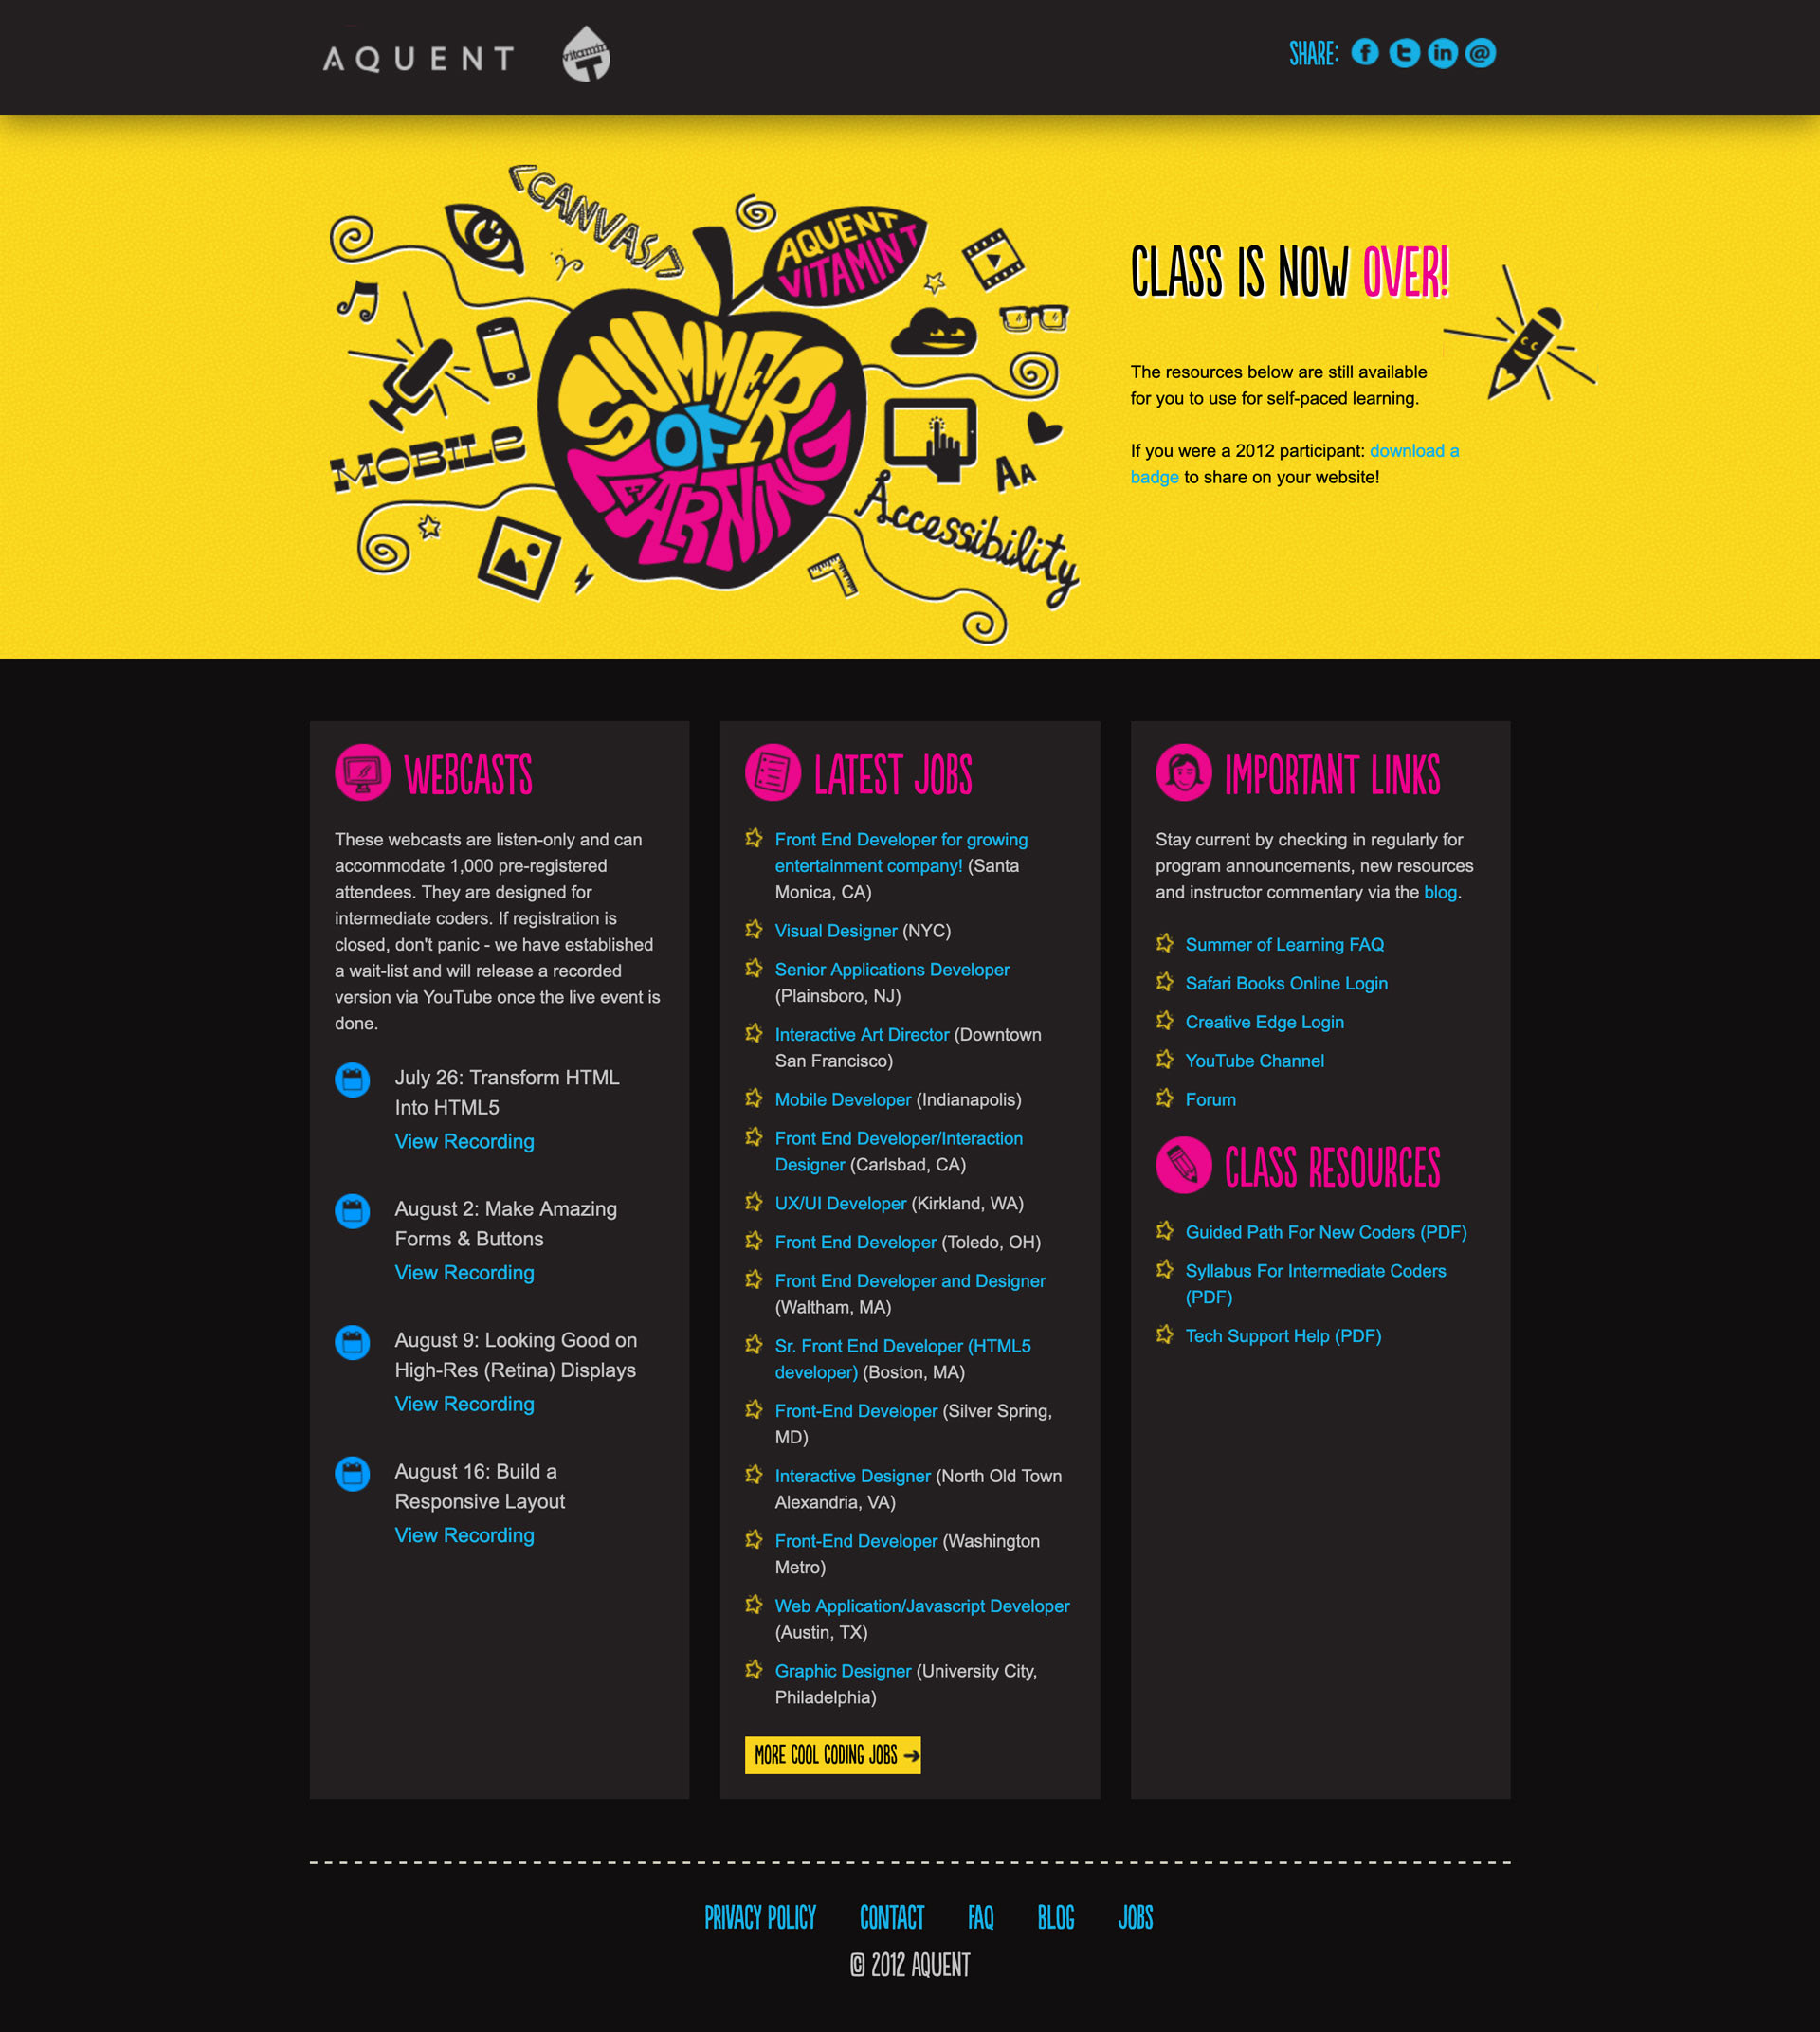 AQUENT
vitamin
T
SHARE:
<CANVAS/>
AQUENT
VITAMIN T
SUMMER
OF
LEARNING
MOBILE
AA
Accessibility
CLASS IS NOW OVER!
The resources below are still available
for you to use for self-paced learning.
If you were a 2012 participant: download a
badge to share on your website!
WEBCASTS
These webcasts are listen-only and can
accommodate 1,000 pre-registered
attendees. They are designed for
intermediate coders. If registration is
closed, don't panic - we have established
a wait-list and will release a recorded
version via YouTube once the live event is
done.
July 26: Transform HTML
Into HTML5
View Recording
August 2: Make Amazing
Forms & Buttons
View Recording
August 9: Looking Good on
High-Res (Retina) Displays
View Recording
August 16: Build a
Responsive Layout
View Recording
LATEST JOBS
Front End Developer for growing
entertainment company! (Santa
Monica, CA)
Visual Designer (NYC)
Senior Applications Developer
(Plainsboro, NJ)
Interactive Art Director (Downtown
San Francisco)
Mobile Developer (Indianapolis)
Front End Developer/Interaction
Designer (Carlsbad, CA)
UX/UI Developer (Kirkland, WA)
Front End Developer (Toledo, OH)
Front End Developer and Designer
(Waltham, MA)
Sr. Front End Developer (HTML5
developer) (Boston, MA)
Front-End Developer (Silver Spring,
MD)
Interactive Designer (North Old Town
Alexandria, VA)
Front-End Developer (Washington
Metro)
Web Application/Javascript Developer
(Austin, TX)
Graphic Designer (University City,
Philadelphia)
MORE COOL CODING JOBS →
IMPORTANT LINKS
Stay current by checking in regularly for
program announcements, new resources
and instructor commentary via the blog.
Summer of Learning FAQ
Safari Books Online Login
Creative Edge Login
YouTube Channel
Forum
CLASS RESOURCES
Guided Path For New Coders (PDF)
Syllabus For Intermediate Coders
(PDF)
Tech Support Help (PDF)
PRIVACY POLICY CONTACT FAQ BLOG JOBS
© 2012 AQUENT